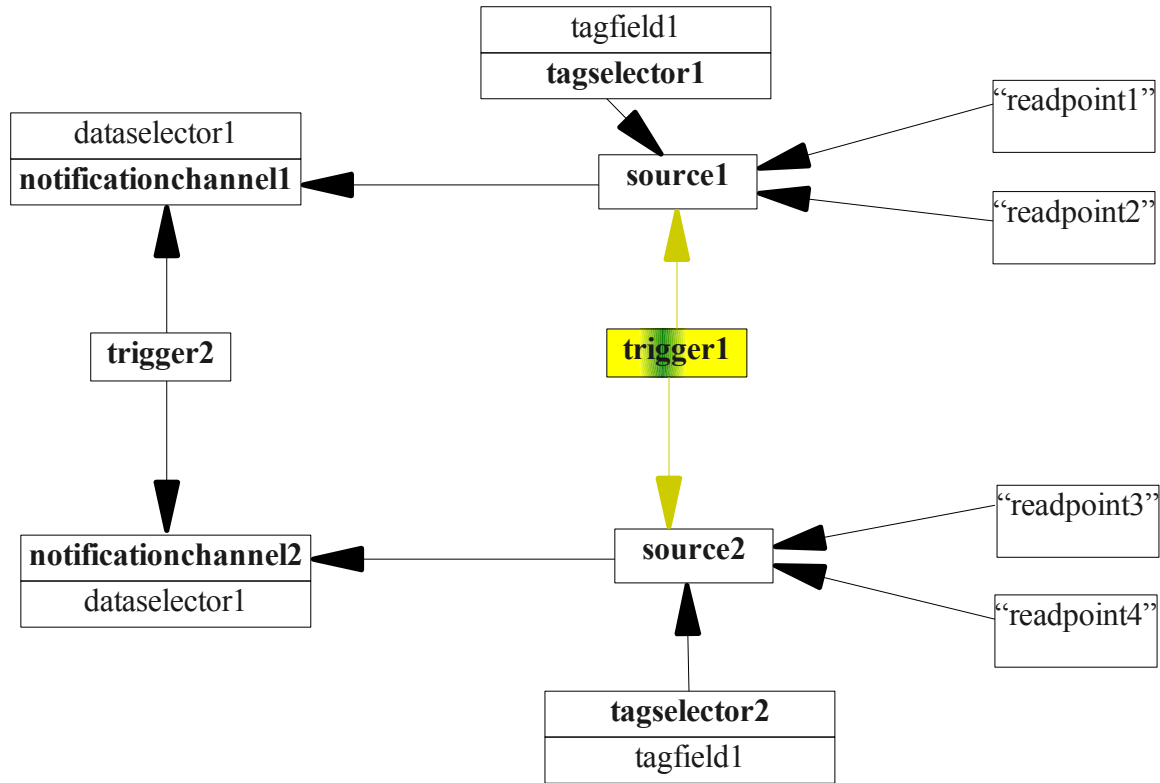 tagfield1
tagselector1
“readpoint1”
dataselector1
notificationchannel1
source1
“readpoint2”
trigger2
trigger1
“readpoint3”
notificationchannel2
source2
dataselector1
“readpoint4”
tagselector2
tagfield1